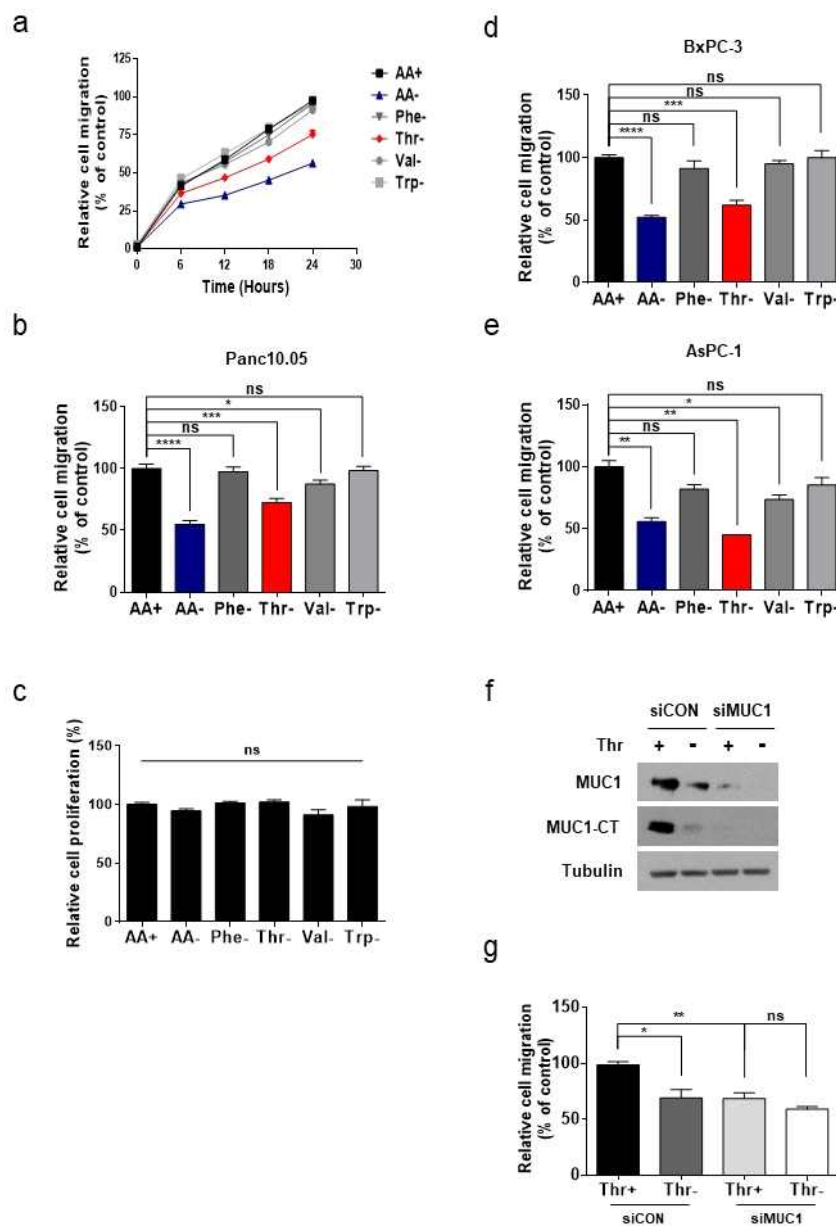 a
Relative cell migration
(% of control)
125
100
75
50
25
0
0 6 12 18 24 30
Time (Hours)
AA+
AA-
Phe-
Thr-
Val-
Trp-
b
Panc10.05
Relative cell migration
(% of control)
150
100
50
0
ns
*
***
ns
****
AA+ AA- Phe- Thr- Val- Trp-
c
Relative cell proliferation (%)
150
100
50
0
ns
AA+ AA- Phe- Thr- Val- Trp-
d
BxPC-3
Relative cell migration
(% of control)
150
100
50
0
ns
ns
***
ns
****
AA+ AA- Phe- Thr- Val- Trp-
e
AsPC-1
Relative cell migration
(% of control)
150
100
50
0
ns
*
**
ns
**
AA+ AA- Phe- Thr- Val- Trp-
f
siCON siMUC1
Thr + - + -
MUC1
MUC1-CT
Tubulin
g
Relative cell migration
(% of control)
150
100
50
0
** ns
*
Thr+ Thr- Thr+ Thr-
siCON siMUC1